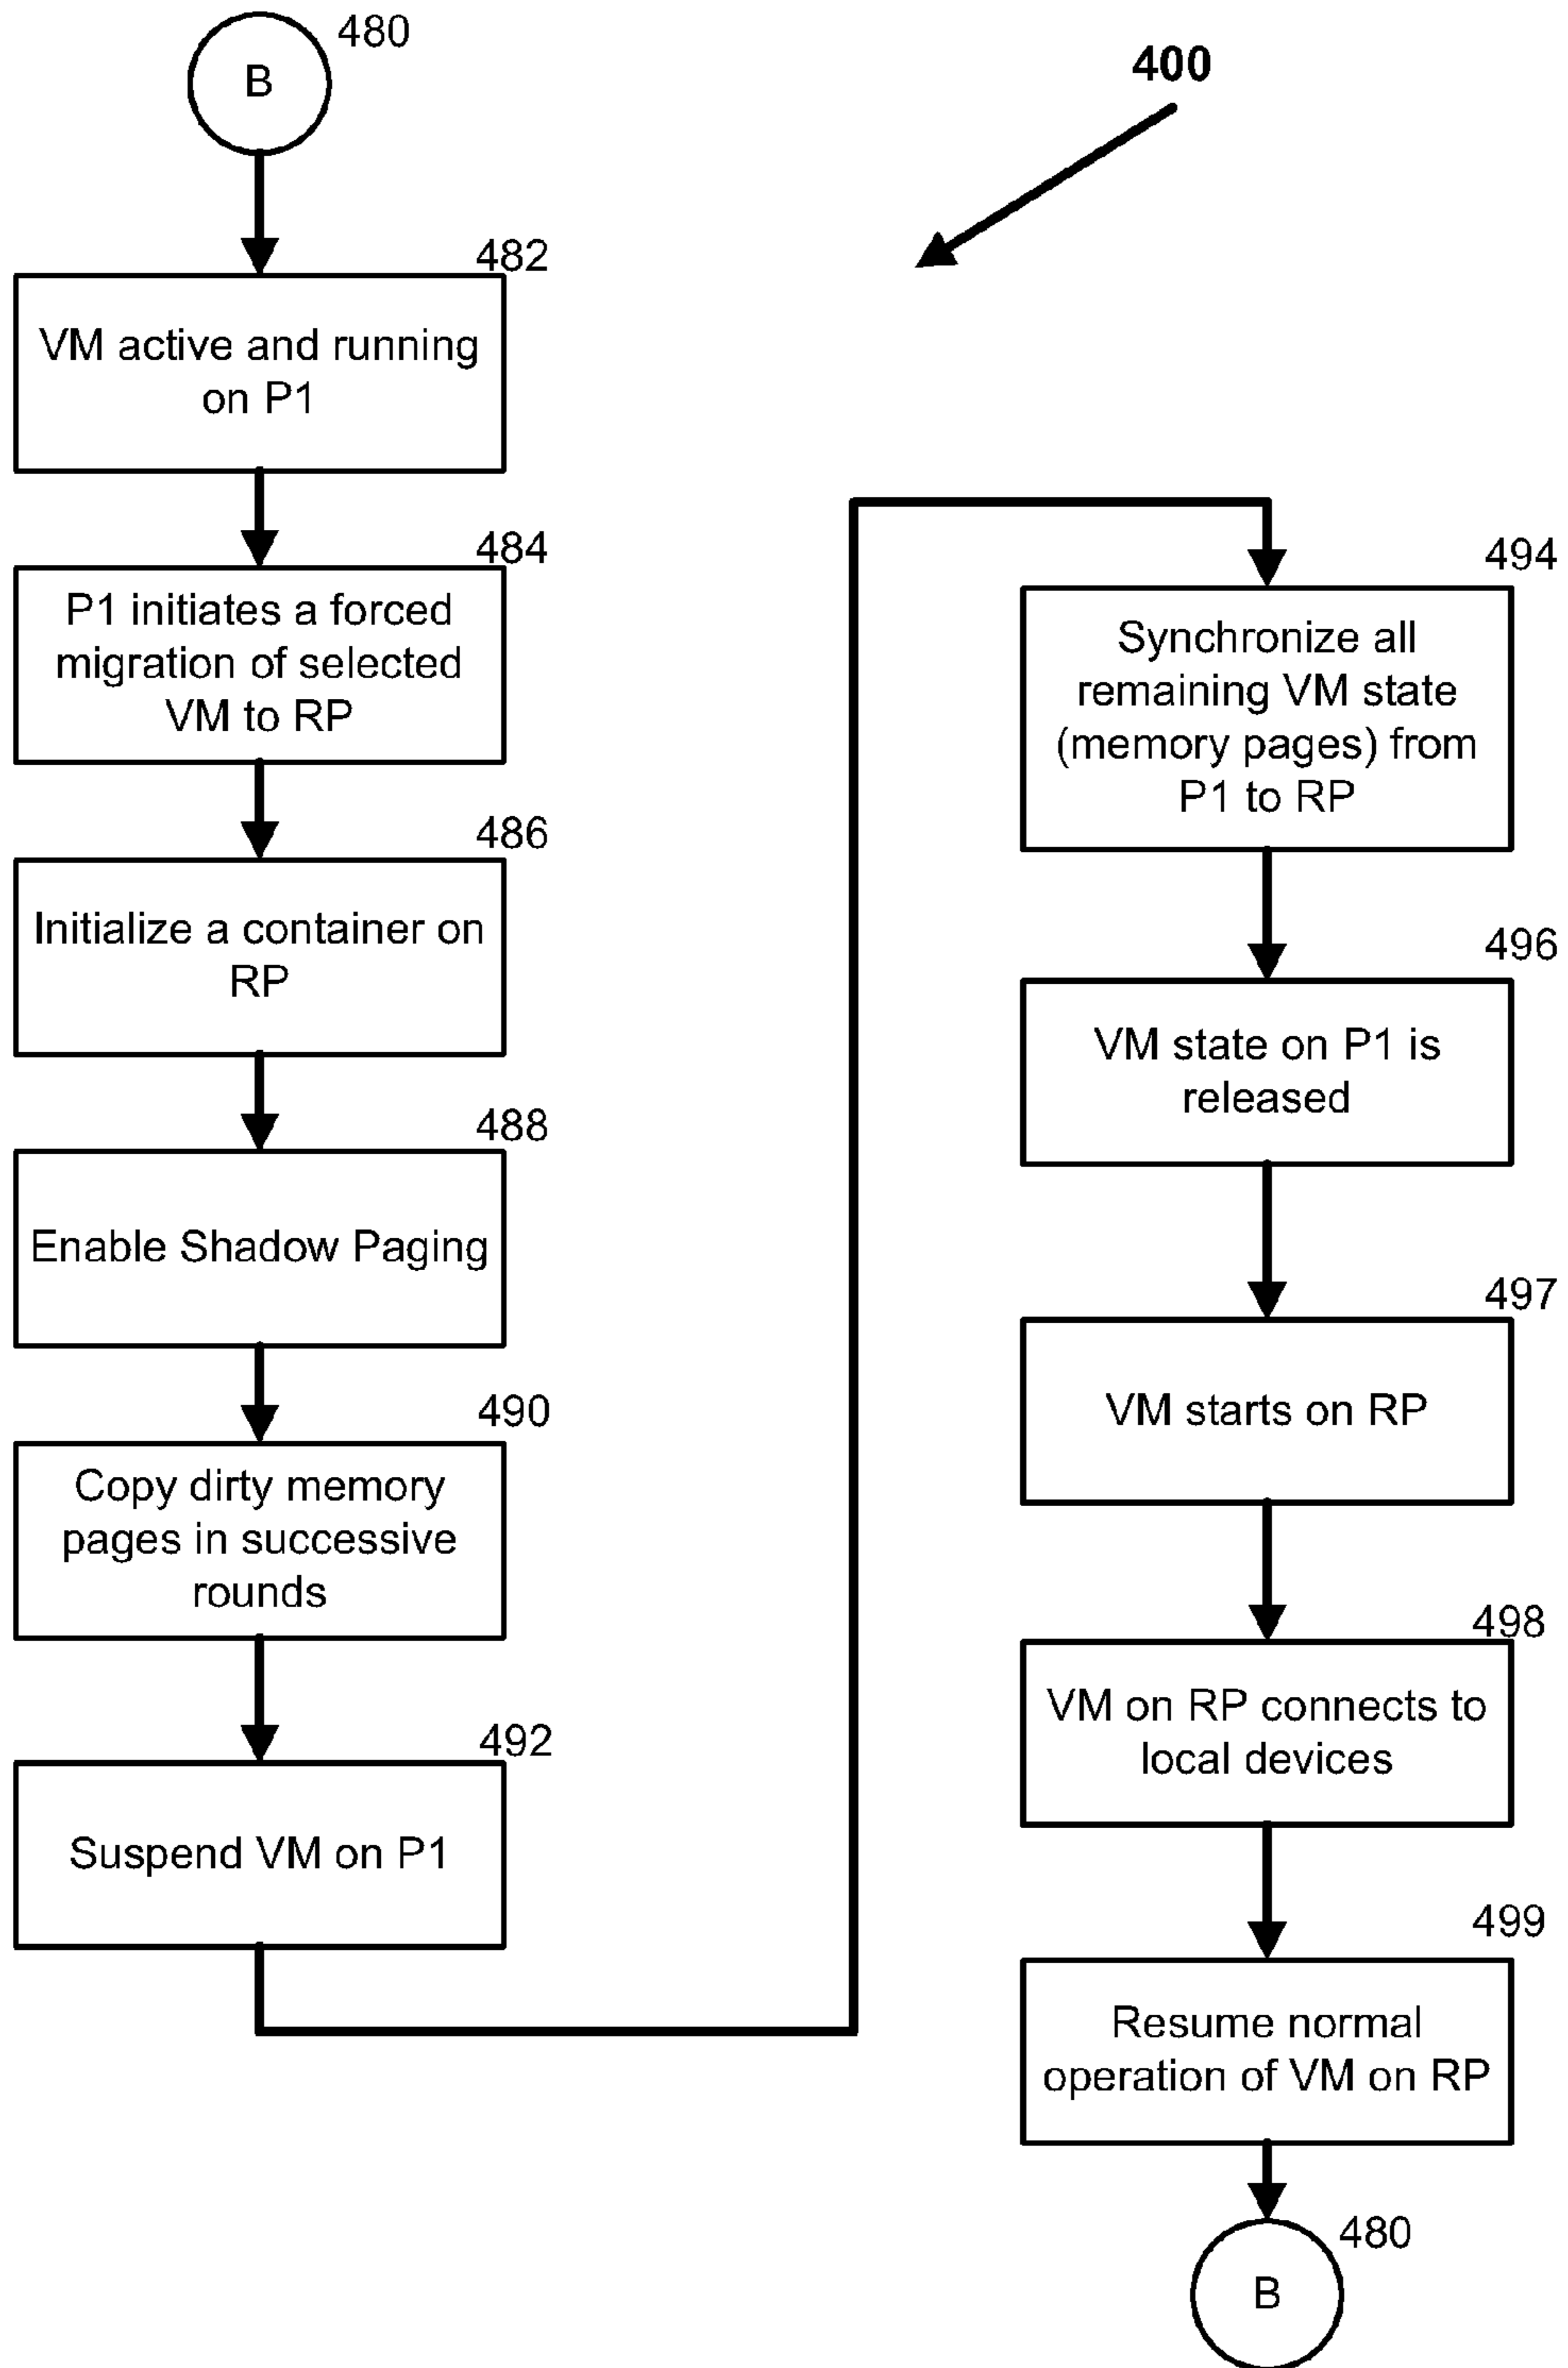 480
B
400
482
VM active and running
on P1
484
P1 initiates a forced
migration of selected
VM to RP
486
Initialize a container on
RP
488
Enable Shadow Paging
490
Copy dirty memory
pages in successive
rounds
492
Suspend VM on P1
494
Synchronize all
remaining VM state
(memory pages) from
P1 to RP
496
VM state on P1 is
released
497
VM starts on RP
498
VM on RP connects to
local devices
499
Resume normal
operation of VM on RP
480
B